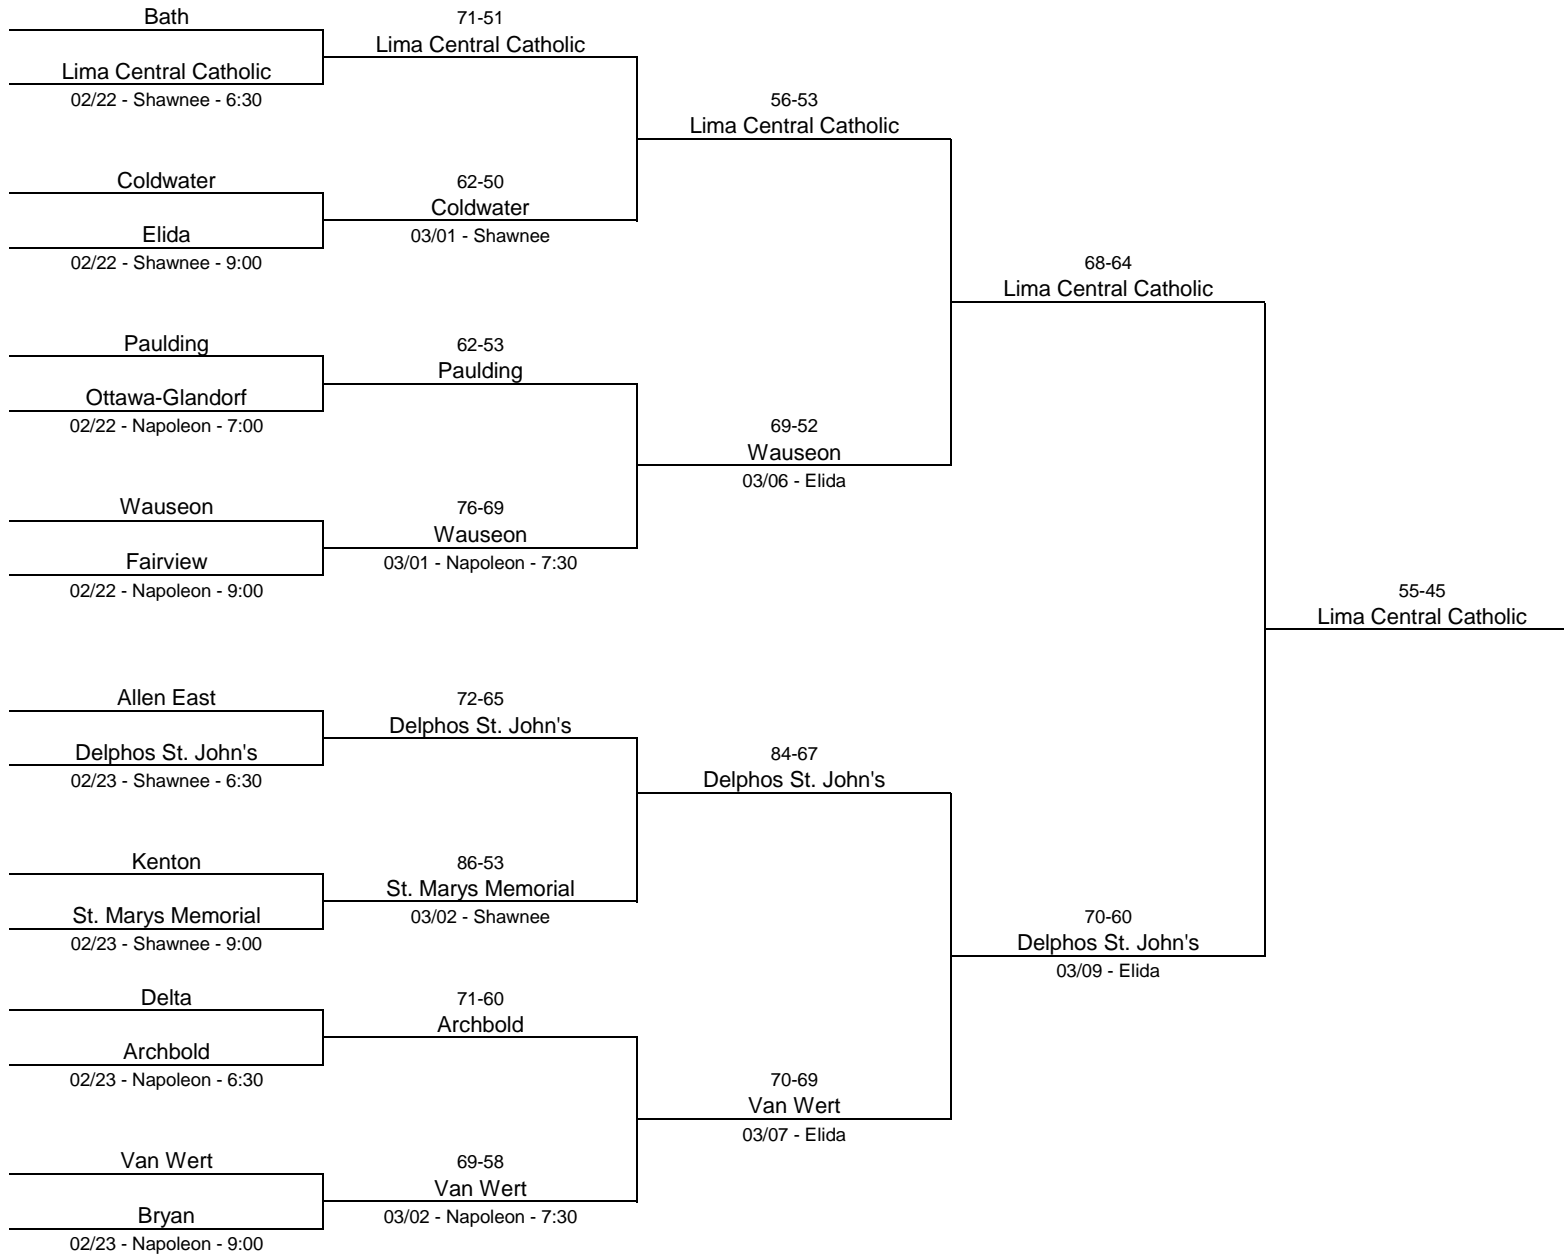 Bath
Lima Central Catholic
02/22 - Shawnee - 6:30
Coldwater
Elida
02/22 - Shawnee - 9:00
Paulding
Ottawa-Glandorf
02/22 - Napoleon - 7:00
Wauseon
Fairview
02/22 - Napoleon - 9:00
Allen East
Delphos St. John's
02/23 - Shawnee - 6:30
Kenton
St. Marys Memorial
02/23 - Shawnee - 9:00
Delta
Archbold
02/23 - Napoleon - 6:30
Van Wert
Bryan
02/23 - Napoleon - 9:00
71-51
Lima Central Catholic
62-50
Coldwater
03/01 - Shawnee
62-53
Paulding
76-69
Wauseon
03/01 - Napoleon - 7:30
72-65
Delphos St. John's
86-53
St. Marys Memorial
03/02 - Shawnee
71-60
Archbold
69-58
Van Wert
03/02 - Napoleon - 7:30
56-53
Lima Central Catholic
69-52
Wauseon
03/06 - Elida
84-67
Delphos St. John's
70-69
Van Wert
03/07 - Elida
68-64
Lima Central Catholic
70-60
Delphos St. John's
03/09 - Elida
55-45
Lima Central Catholic